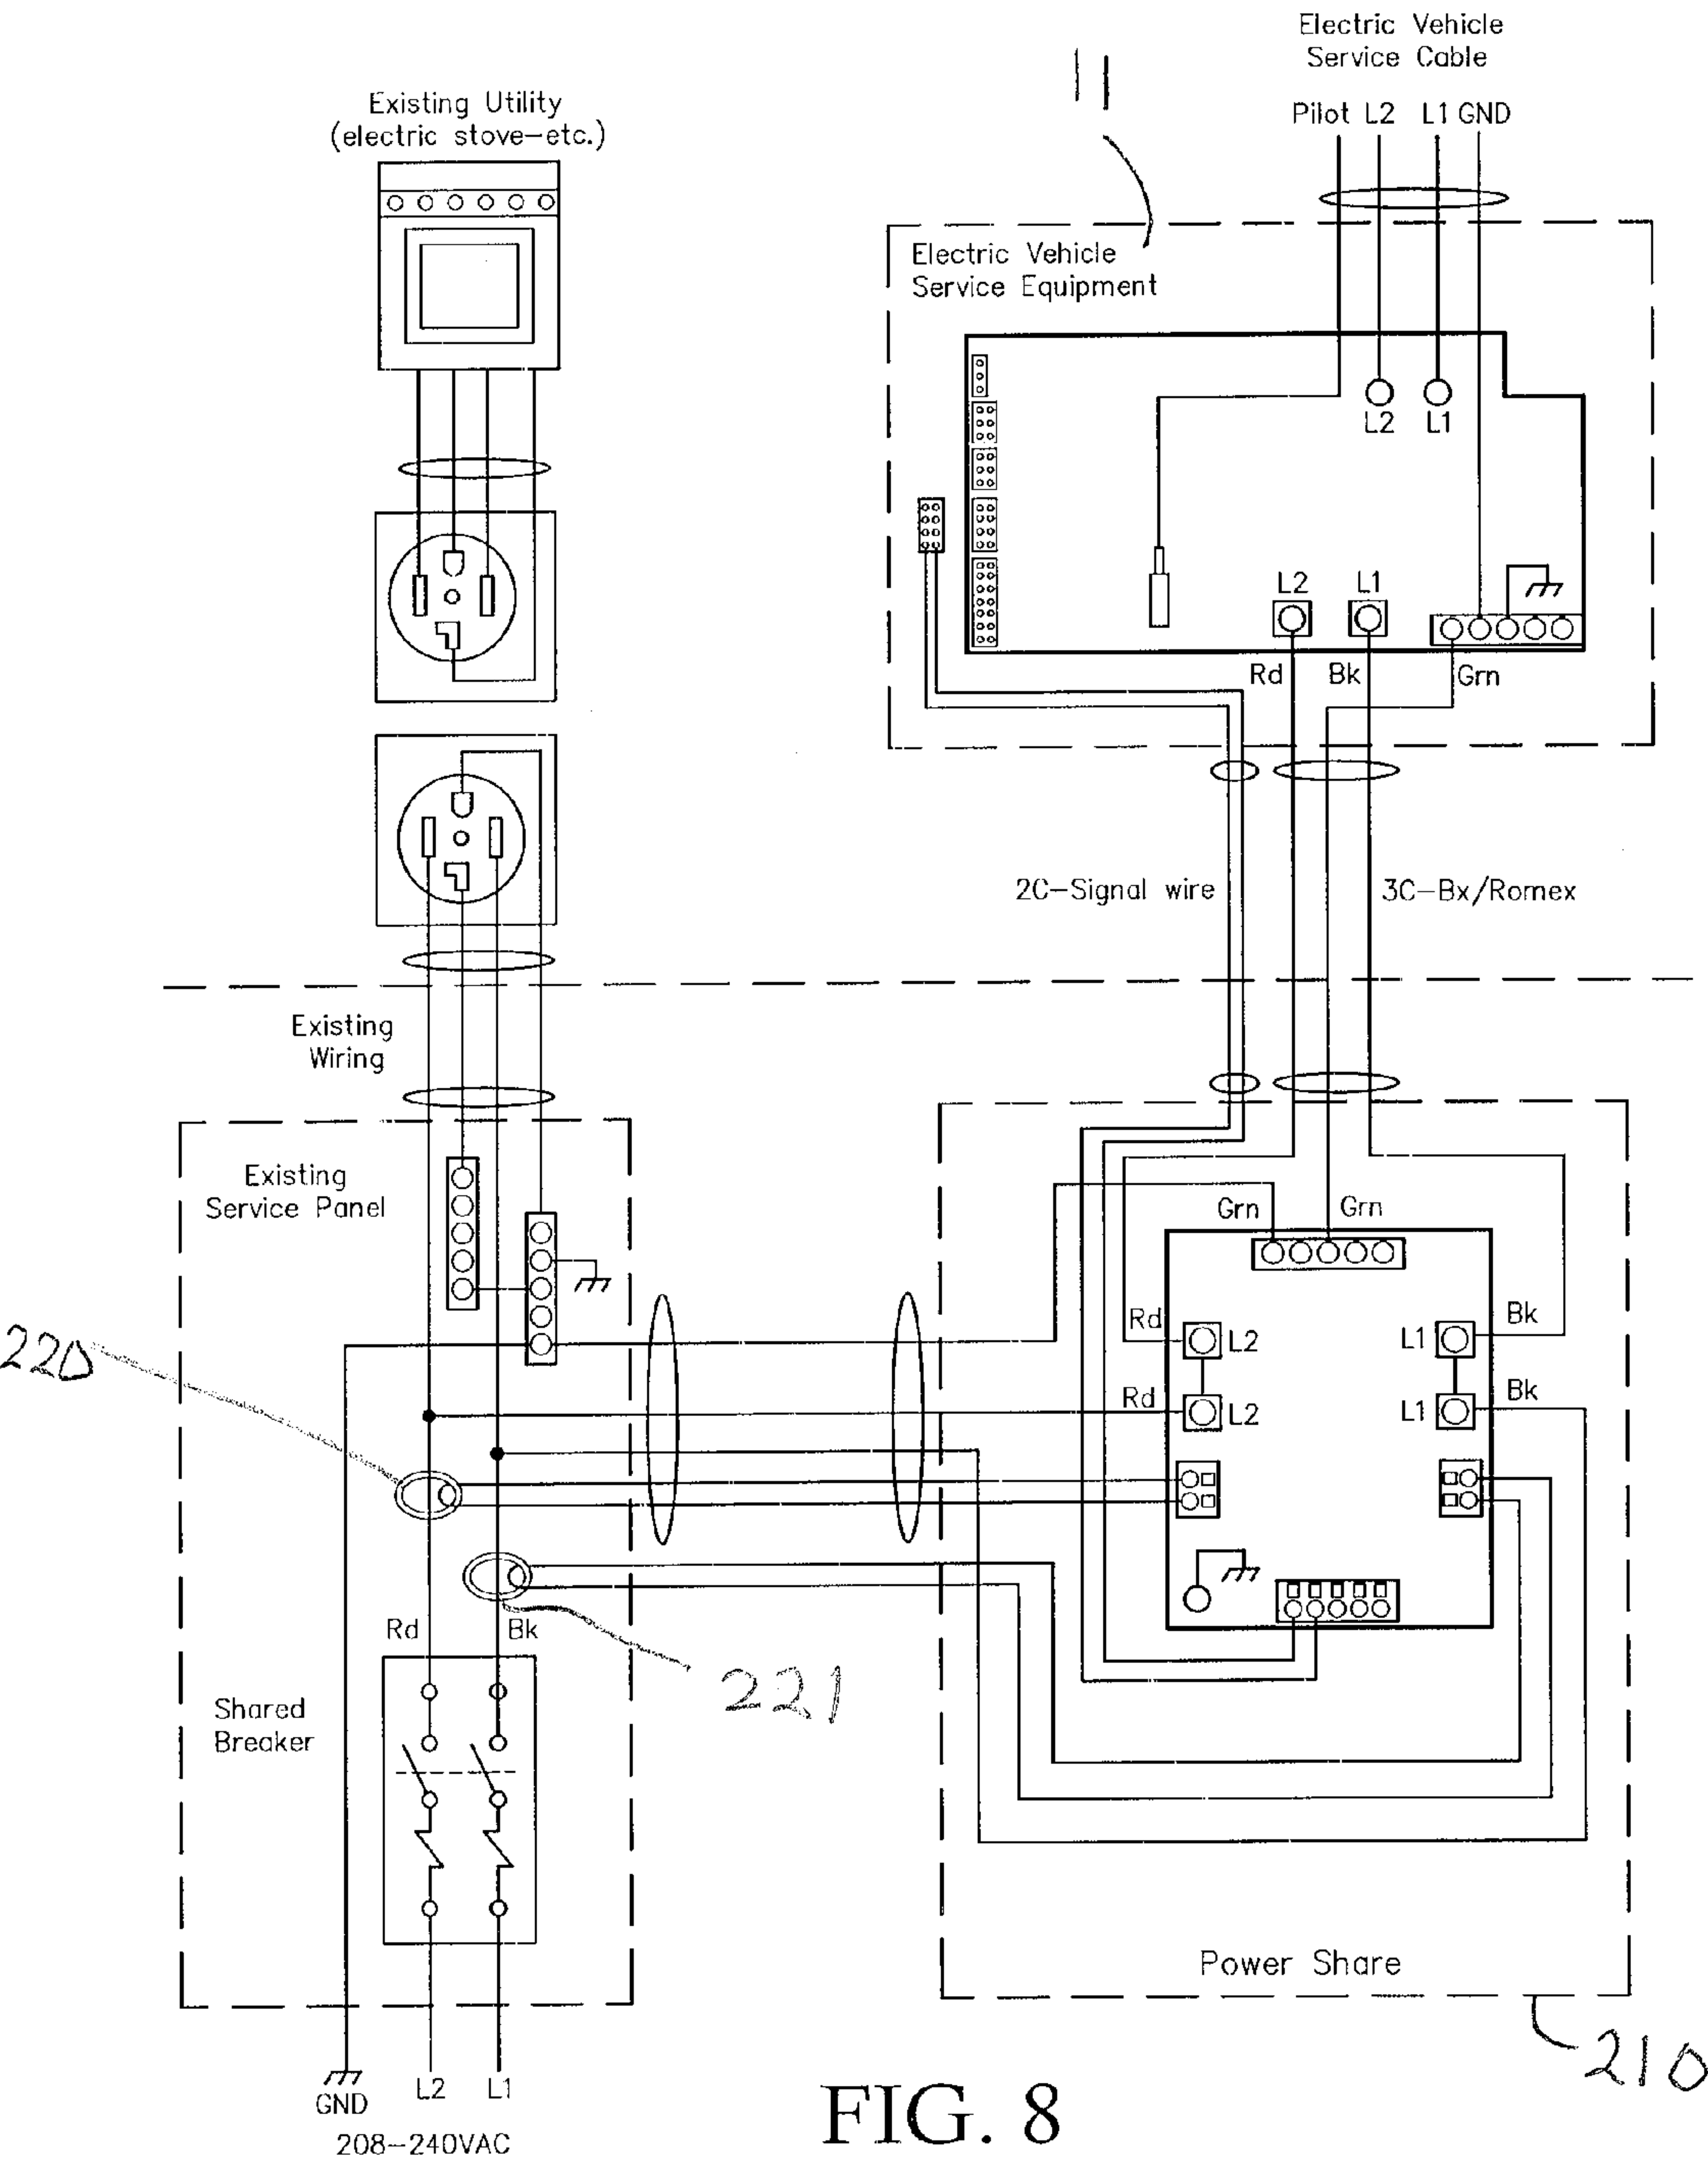 Electric Vehicle
Service Cable
Pilot L2 L1 GND
11
Existing Utility
(electric stove-etc.)
Electric Vehicle
Service Equipment
L2 L1
L2 L1
Rd Bk Grn
2C-Signal wire
3C-Bx/Romex
Existing
Wiring
Existing
Service Panel
Grn Grn
Rd L2 L1 Bk
Rd L2 L1 Bk
220
Rd Bk
221
Shared
Breaker
Power Share
210
GND L2 L1
208-240VAC
FIG. 8